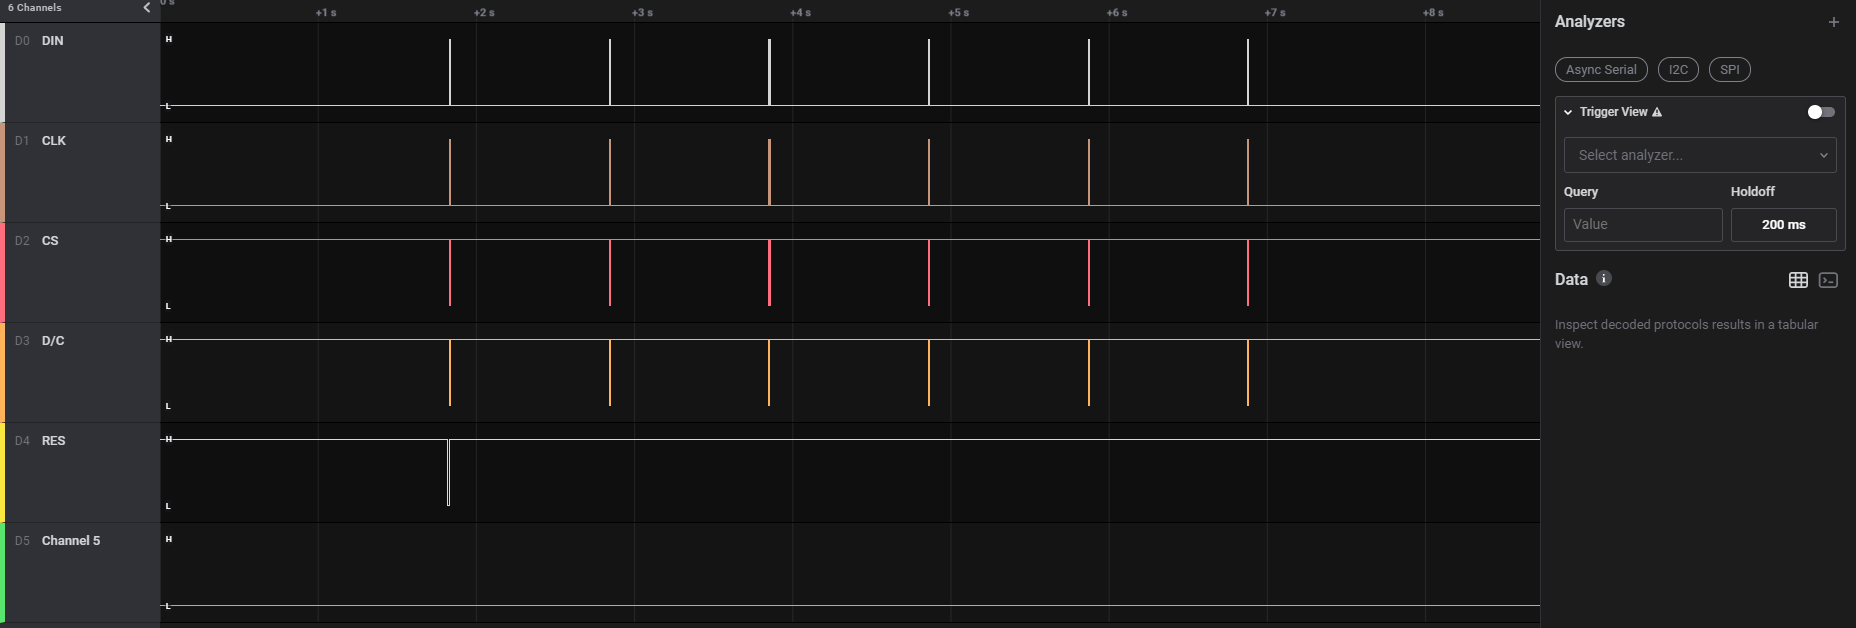 6 Channels
0 s
+1 s
+2 s
+3 s
+4 s
+5 s
+6 s
+7 s
+8 s
D0 DIN
H
L
D1 CLK
H
L
D2 CS
H
L
D3 D/C
H
L
D4 RES
H
L
D5 Channel 5
H
L
Analyzers
Async Serial
I2C
SPI
Trigger View
Select analyzer...
Query
Holdoff
Value
200 ms
Data
Inspect decoded protocols results in a tabular
view.